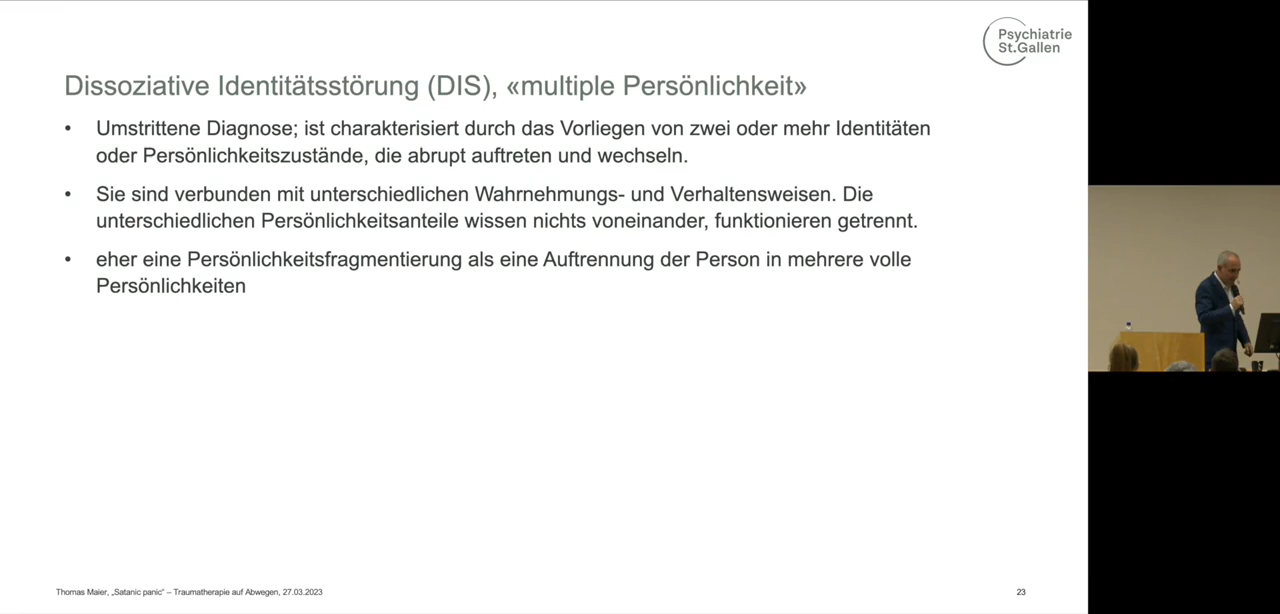 Psychiatrie
St.Gallen
Dissoziative Identitätsstörung (DIS), «multiple Persönlichkeit»
• Umstrittene Diagnose; ist charakterisiert durch das Vorliegen von zwei oder mehr Identitäten
oder Persönlichkeitszustände, die abrupt auftreten und wechseln.
• Sie sind verbunden mit unterschiedlichen Wahrnehmungs- und Verhaltensweisen. Die
unterschiedlichen Persönlichkeitsanteile wissen nichts voneinander, funktionieren getrennt.
• eher eine Persönlichkeitsfragmentierung als eine Auftrennung der Person in mehrere volle
Persönlichkeiten
Thomas Maier, „Satanic panic“ – Traumatherapie auf Abwegen, 27.03.2023
23